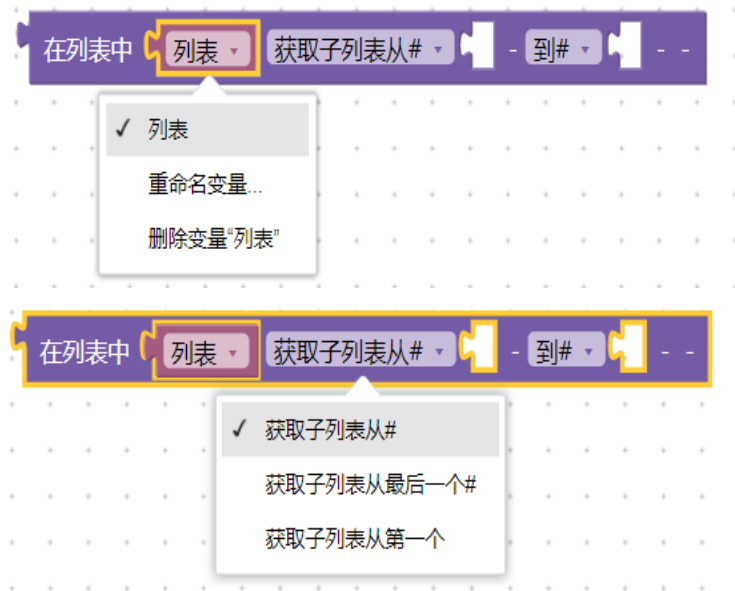 在列表中 列表 获取子列表从# - 到# - -
✓ 列表
重命名变量...
删除变量“列表”
在列表中 列表 获取子列表从# - 到# - -
✓ 获取子列表从#
获取子列表从最后一个#
获取子列表从第一个